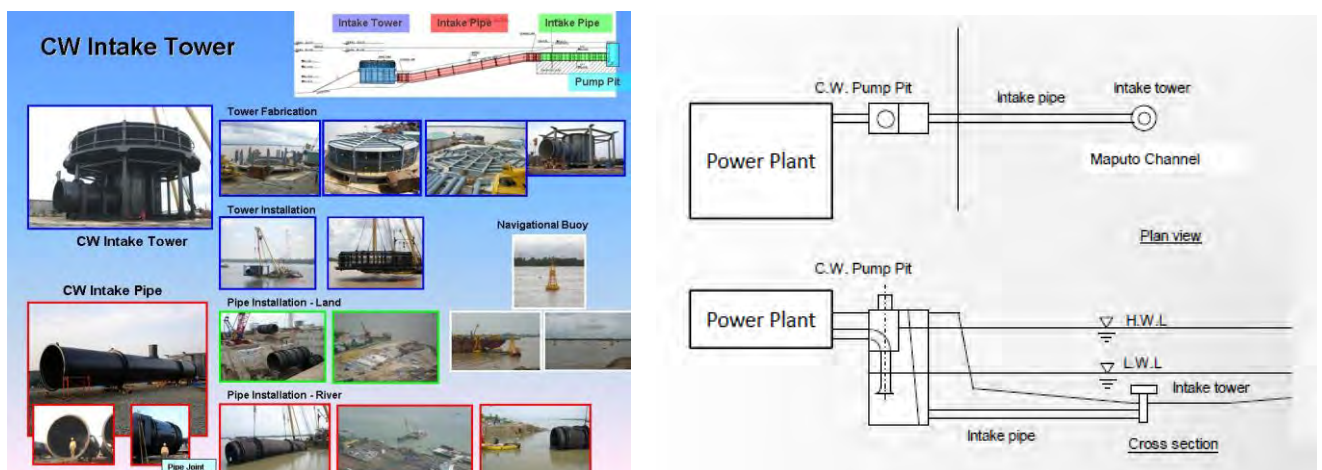 CW Intake Tower
Intake Tower
Intake Pipe
Intake Pipe
Pump Pit
Tower Fabrication
CW Intake Tower
Tower Installation
Navigational Buoy
CW Intake Pipe
Pipe Installation - Land
Pipe Installation - River
Pipe Joint
C.W. Pump Pit
Intake pipe
Intake tower
Power Plant
Maputo Channel
Plan view
C.W. Pump Pit
Power Plant
H.W.L
L.W.L
Intake tower
Intake pipe
Cross section